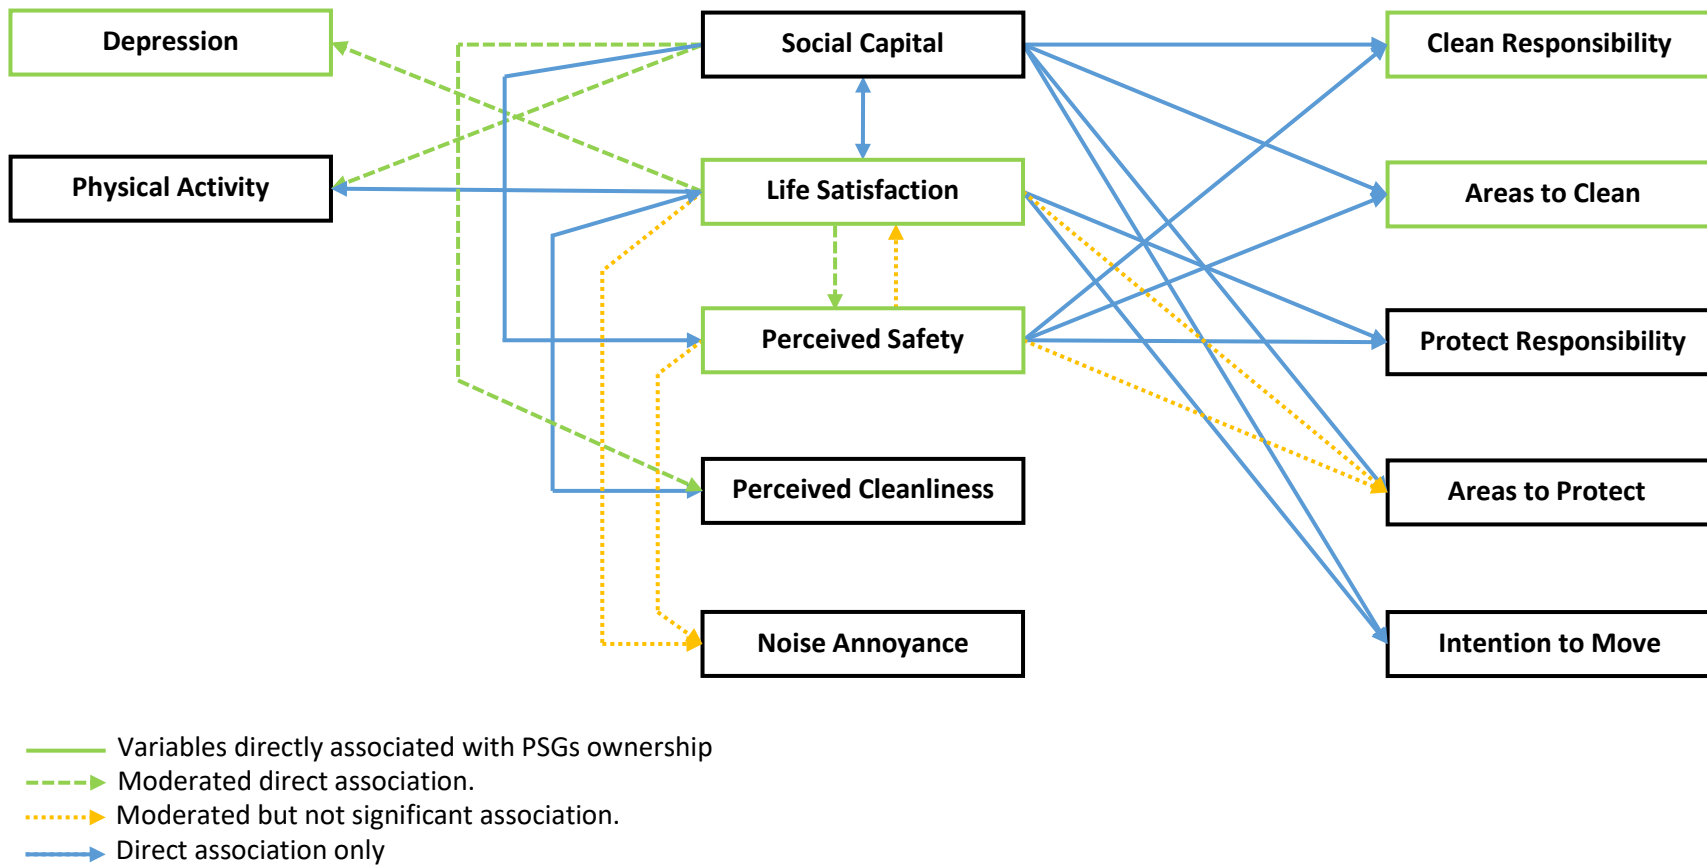 Depression
Social Capital
Clean Responsibility
Physical Activity
Life Satisfaction
Areas to Clean
Perceived Safety
Protect Responsibility
Perceived Cleanliness
Areas to Protect
Noise Annoyance
Intention to Move
Variables directly associated with PSGs ownership
Moderated direct association.
Moderated but not significant association.
Direct association only